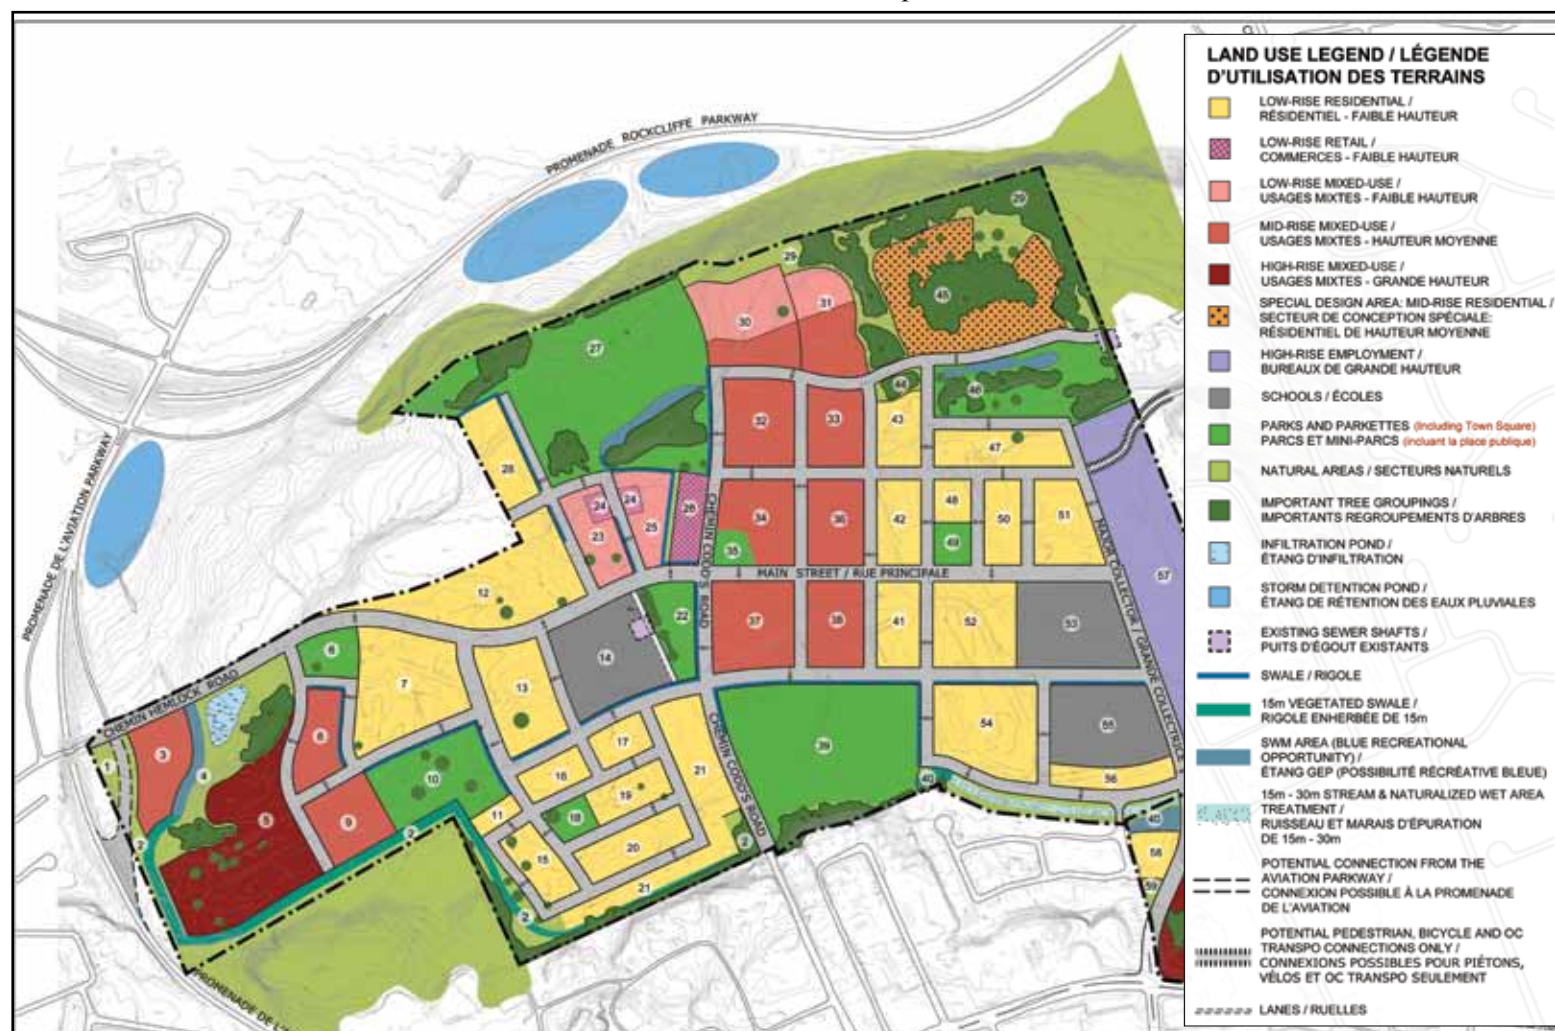 LAND USE LEGEND / LÉGENDE
D'UTILISATION DES TERRAINS
LOW-RISE RESIDENTIAL /
RÉSIDENTIEL - FAIBLE HAUTEUR
LOW-RISE RETAIL /
COMMERCES - FAIBLE HAUTEUR
LOW-RISE MIXED-USE /
USAGES MIXTES - FAIBLE HAUTEUR
MID-RISE MIXED-USE /
USAGES MIXTES - HAUTEUR MOYENNE
HIGH-RISE MIXED-USE /
USAGES MIXTES - GRANDE HAUTEUR
SPECIAL DESIGN AREA: MID-RISE RESIDENTIAL /
SECTEUR DE CONCEPTION SPÉCIALE:
RÉSIDENTIEL DE HAUTEUR MOYENNE
HIGH-RISE EMPLOYMENT /
BUREAUX DE GRANDE HAUTEUR
SCHOOLS / ÉCOLES
PARKS AND PARKETTES (Including Town Square)
PARCS ET MINI-PARCS (incluant la place publique)
NATURAL AREAS / SECTEURS NATURELS
IMPORTANT TREE GROUPINGS /
IMPORTANTS REGROUPEMENTS D'ARBRES
INFILTRATION POND /
ÉTANG D'INFILTRATION
STORM DETENTION POND /
ÉTANG DE RÉTENTION DES EAUX PLUVIALES
EXISTING SEWER SHAFTS /
PUITS D'ÉGOUT EXISTANTS
SWALE / RIGOLE
15m VEGETATED SWALE /
RIGOLE ENHERBÉE DE 15m
SWM AREA (BLUE RECREATIONAL
OPPORTUNITY) /
ÉTANG GEP (POSSIBILITÉ RÉCRÉATIVE BLEUE)
15m - 30m STREAM & NATURALIZED WET AREA
TREATMENT /
RUISSEAU ET MARAIS D'ÉPURATION
DE 15m - 30m
POTENTIAL CONNECTION FROM THE
AVIATION PARKWAY /
CONNEXION POSSIBLE À LA PROMENADE
DE L'AVIATION
POTENTIAL PEDESTRIAN, BICYCLE AND OC
TRANSPO CONNECTIONS ONLY /
CONNEXIONS POSSIBLES POUR PIÉTONS,
VÉLOS ET OC TRANSPO SEULEMENT
LANES / RUELLES
PROMENADE ROCKCLIFFE PARKWAY
PROMENADE DE L'AVIATION PARKWAY
CHEMIN HEMLOCK ROAD
CHEMIN CODD'S ROAD
MAIN STREET / RUE PRINCIPALE
MAJOR COLLECTOR / GRANDE COLLECTRICE
CHEMIN CODD'S ROAD
PROMENADE DE L'
29
29
31
30
45
27
44
46
32
33
43
47
28
24
24
26
34
36
42
48
50
51
23
25
35
49
57
12
22
37
38
41
52
53
6
14
7
13
3
8
4
1
10
17
21
39
54
55
16
19
5
9
11
18
2
2
15
20
21
2
2
40
56
40
58
59